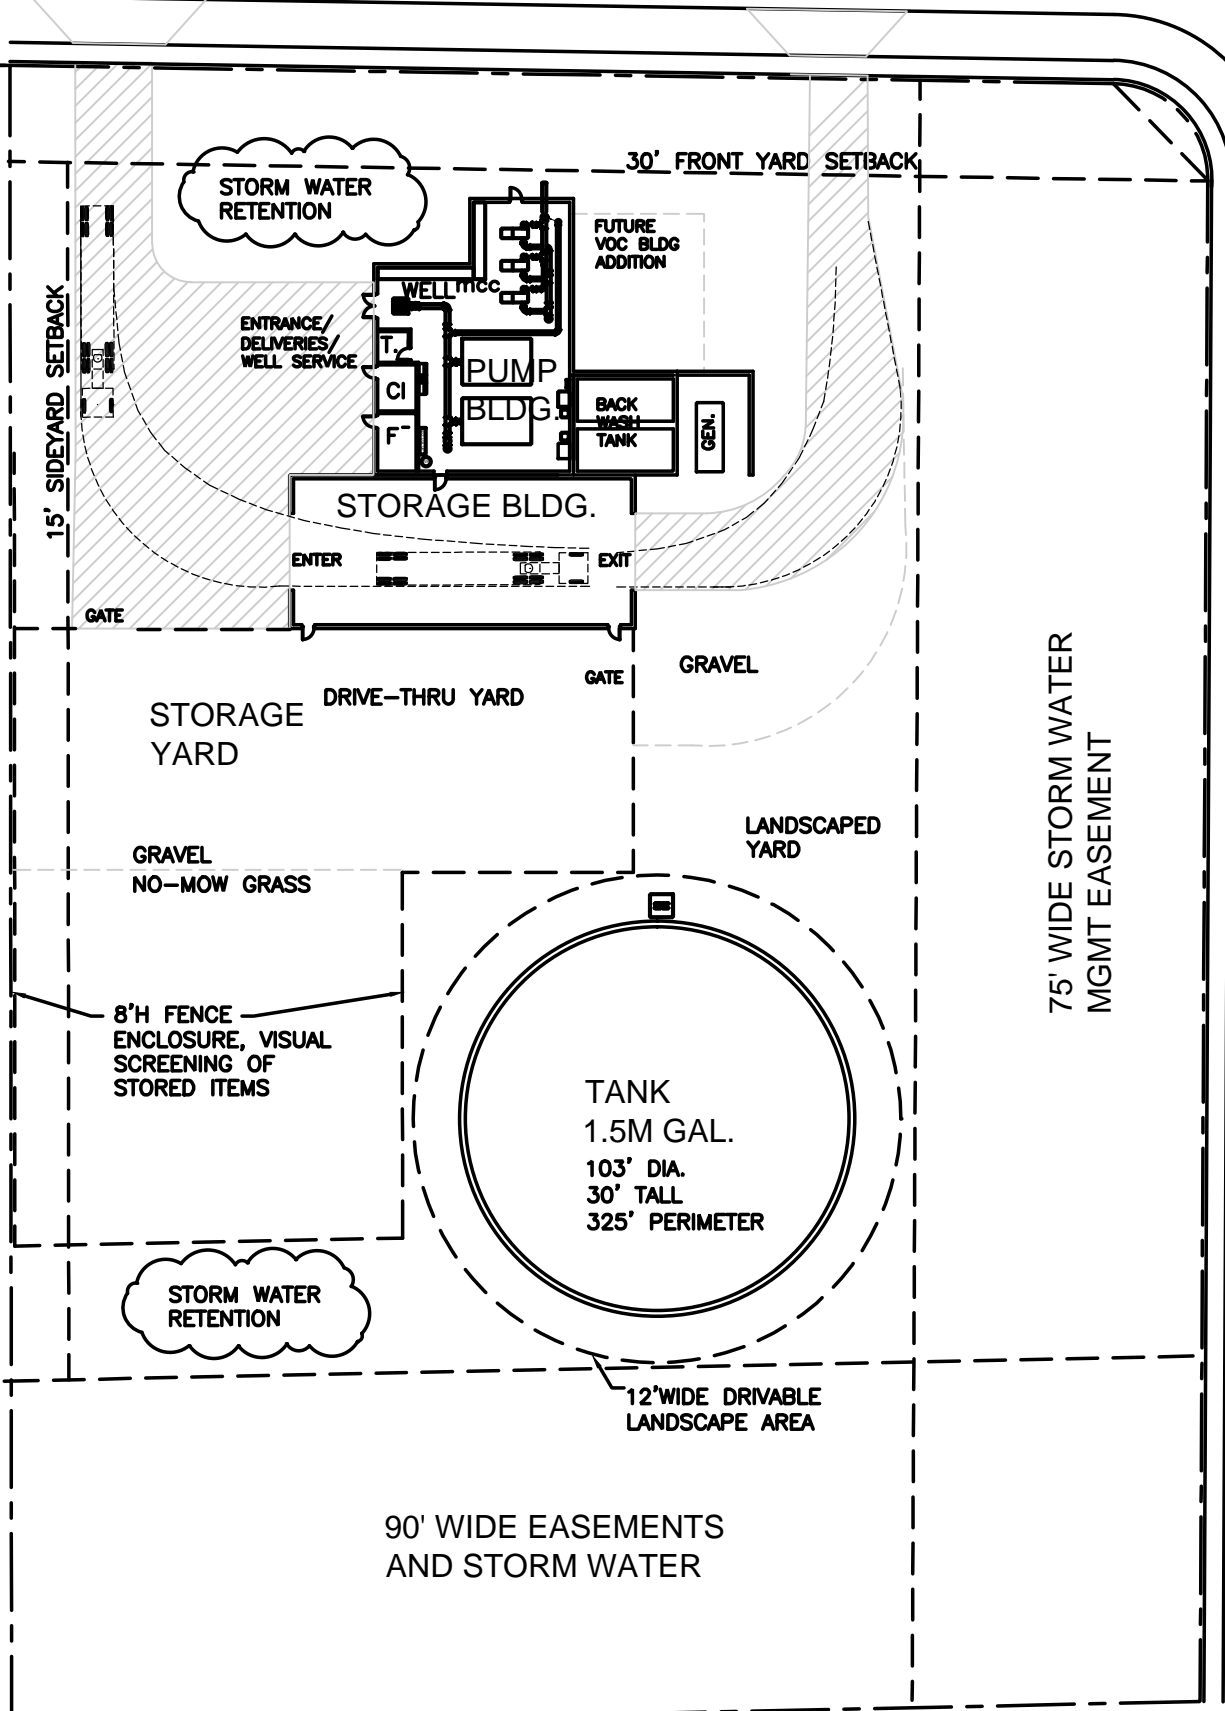 30' FRONT YARD SETBACK
STORM WATER
RETENTION
FUTURE
VOC BLDG
ADDITION
15' SIDEYARD SETBACK
WELL
mcc
ENTRANCE/
DELIVERIES/
WELL SERVICE
T.
PUMP
BLDG.
Cl
F
BACK
WASH
TANK
GEN.
STORAGE BLDG.
ENTER
EXIT
GATE
GATE
GRAVEL
DRIVE-THRU YARD
STORAGE
YARD
75' WIDE STORM WATER
MGMT EASEMENT
LANDSCAPED
YARD
GRAVEL
NO-MOW GRASS
8'H FENCE
ENCLOSURE, VISUAL
SCREENING OF
STORED ITEMS
TANK
1.5M GAL.
103' DIA.
30' TALL
325' PERIMETER
STORM WATER
RETENTION
12'WIDE DRIVABLE
LANDSCAPE AREA
90' WIDE EASEMENTS
AND STORM WATER